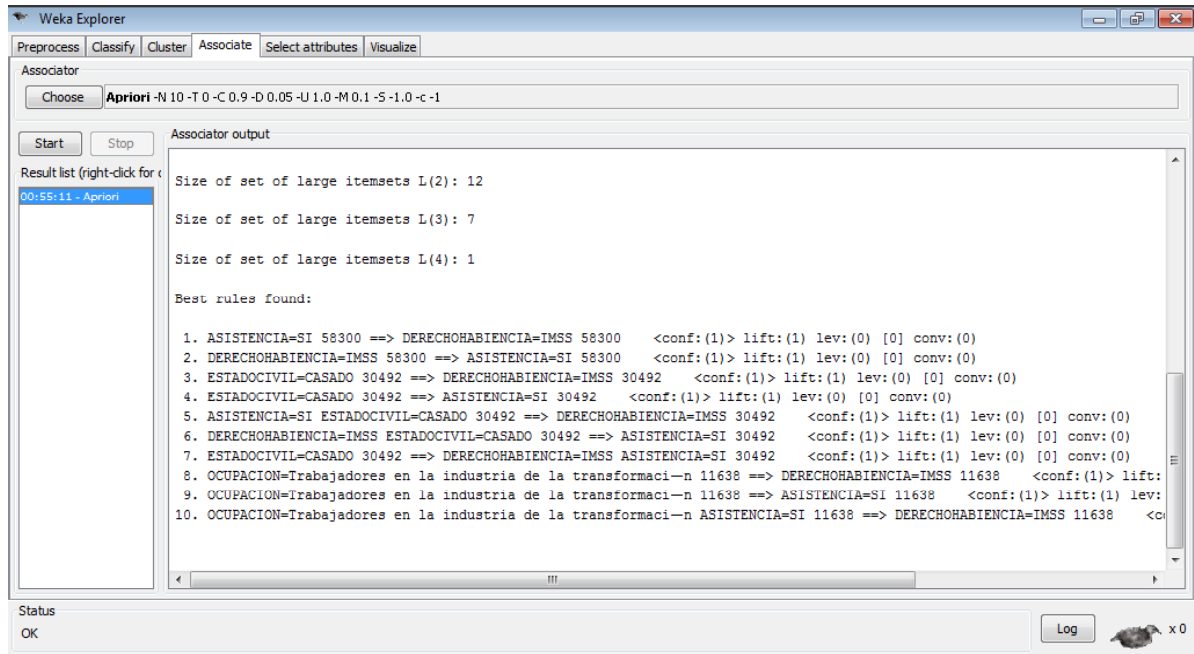 Weka Explorer
Preprocess Classify Cluster Associate Select attributes Visualize
Associator
Choose Apriori -N 10 -T 0 -C 0.9 -D 0.05 -U 1.0 -M 0.1 -S -1.0 -c -1
Start Stop
Associator output
Result list (right-click for
00:55:11 - Apriori
Size of set of large itemsets L(2): 12
Size of set of large itemsets L(3): 7
Size of set of large itemsets L(4): 1
Best rules found:
1. ASISTENCIA=SI 58300 ==> DERECHOHABIENCIA=IMSS 58300 <conf:(1)> lift:(1) lev:(0) [0] conv:(0)
2. DERECHOHABIENCIA=IMSS 58300 ==> ASISTENCIA=SI 58300 <conf:(1)> lift:(1) lev:(0) [0] conv:(0)
3. ESTADOCIVIL=CASADO 30492 ==> DERECHOHABIENCIA=IMSS 30492 <conf:(1)> lift:(1) lev:(0) [0] conv:(0)
4. ESTADOCIVIL=CASADO 30492 ==> ASISTENCIA=SI 30492 <conf:(1)> lift:(1) lev:(0) [0] conv:(0)
5. ASISTENCIA=SI ESTADOCIVIL=CASADO 30492 ==> DERECHOHABIENCIA=IMSS 30492 <conf:(1)> lift:(1) lev:(0) [0] conv:(0)
6. DERECHOHABIENCIA=IMSS ESTADOCIVIL=CASADO 30492 ==> ASISTENCIA=SI 30492 <conf:(1)> lift:(1) lev:(0) [0] conv:(0)
7. ESTADOCIVIL=CASADO 30492 ==> DERECHOHABIENCIA=IMSS ASISTENCIA=SI 30492 <conf:(1)> lift:(1) lev:(0) [0] conv:(0)
8. OCUPACION=Trabajadores en la industria de la transformaci—n 11638 ==> DERECHOHABIENCIA=IMSS 11638 <conf:(1)> lift:
9. OCUPACION=Trabajadores en la industria de la transformaci—n 11638 ==> ASISTENCIA=SI 11638 <conf:(1)> lift:(1) lev:
10. OCUPACION=Trabajadores en la industria de la transformaci—n ASISTENCIA=SI 11638 ==> DERECHOHABIENCIA=IMSS 11638
Status
OK
Log
x 0